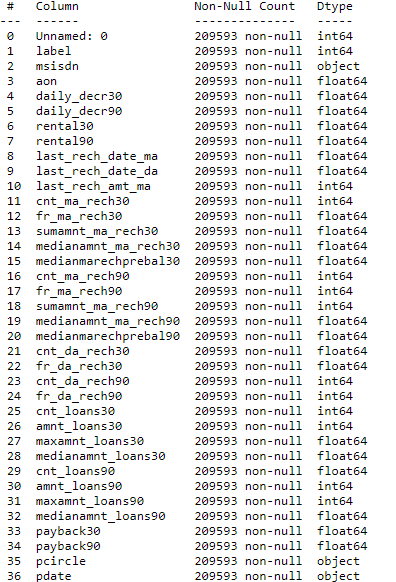 #   Column                Non-Null Count   Dtype
---  ------                --------------   -----
 0   Unnamed: 0            209593 non-null  int64
 1   label                 209593 non-null  int64
 2   msisdn                209593 non-null  object
 3   aon                   209593 non-null  float64
 4   daily_decr30          209593 non-null  float64
 5   daily_decr90          209593 non-null  float64
 6   rental30              209593 non-null  float64
 7   rental90              209593 non-null  float64
 8   last_rech_date_ma     209593 non-null  float64
 9   last_rech_date_da     209593 non-null  float64
 10  last_rech_amt_ma      209593 non-null  int64
 11  cnt_ma_rech30         209593 non-null  int64
 12  fr_ma_rech30          209593 non-null  float64
 13  sumamnt_ma_rech30     209593 non-null  float64
 14  medianamnt_ma_rech30  209593 non-null  float64
 15  medianmarechprebal30  209593 non-null  float64
 16  cnt_ma_rech90         209593 non-null  int64
 17  fr_ma_rech90          209593 non-null  int64
 18  sumamnt_ma_rech90     209593 non-null  int64
 19  medianamnt_ma_rech90  209593 non-null  float64
 20  medianmarechprebal90  209593 non-null  float64
 21  cnt_da_rech30         209593 non-null  float64
 22  fr_da_rech30          209593 non-null  float64
 23  cnt_da_rech90         209593 non-null  int64
 24  fr_da_rech90          209593 non-null  int64
 25  cnt_loans30           209593 non-null  int64
 26  amnt_loans30          209593 non-null  int64
 27  maxamnt_loans30       209593 non-null  float64
 28  medianamnt_loans30    209593 non-null  float64
 29  cnt_loans90           209593 non-null  float64
 30  amnt_loans90          209593 non-null  int64
 31  maxamnt_loans90       209593 non-null  int64
 32  medianamnt_loans90    209593 non-null  float64
 33  payback30             209593 non-null  float64
 34  payback90             209593 non-null  float64
 35  pcircle               209593 non-null  object
 36  pdate                 209593 non-null  object